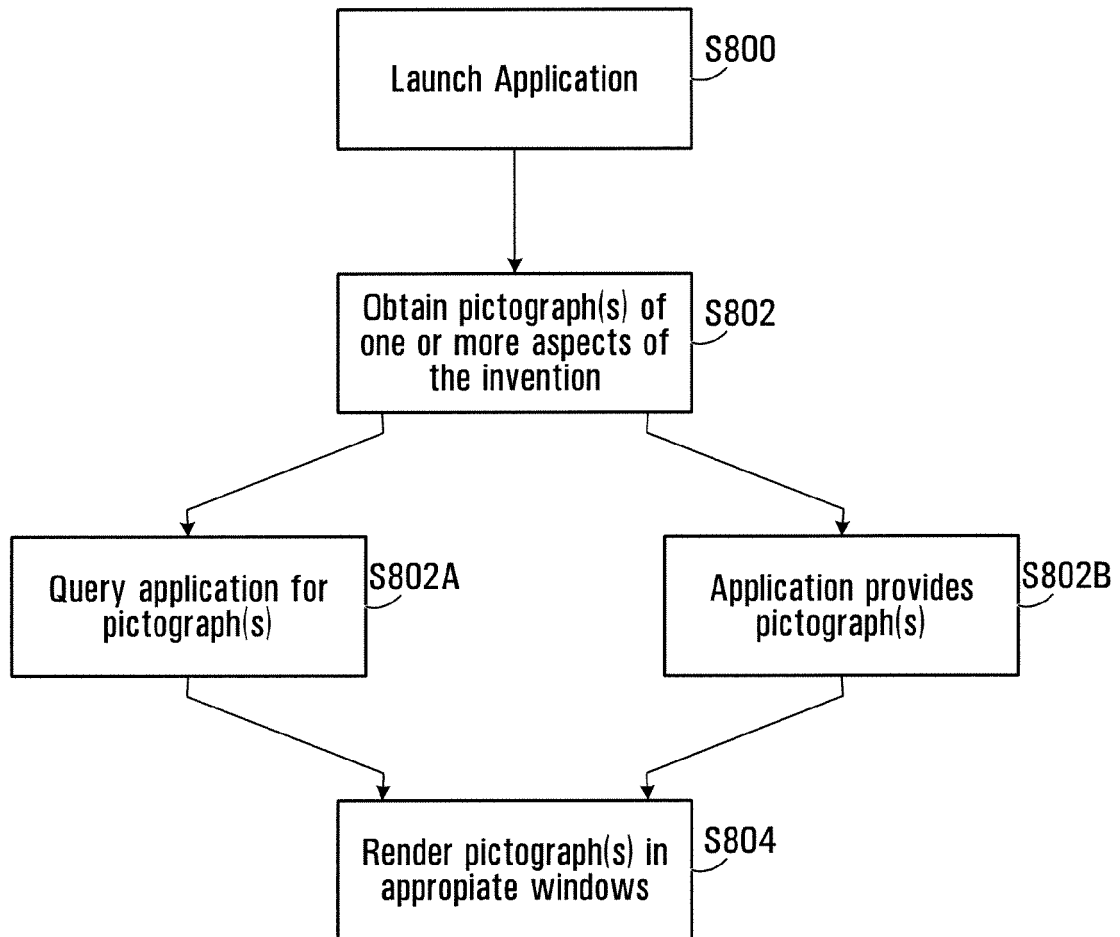 Launch Application
S800
Obtain pictograph(s) of
one or more aspects of
the invention
S802
Query application for
pictograph(s)
S802A
Application provides
pictograph(s)
S802B
Render pictograph(s) in
appropiate windows
S804